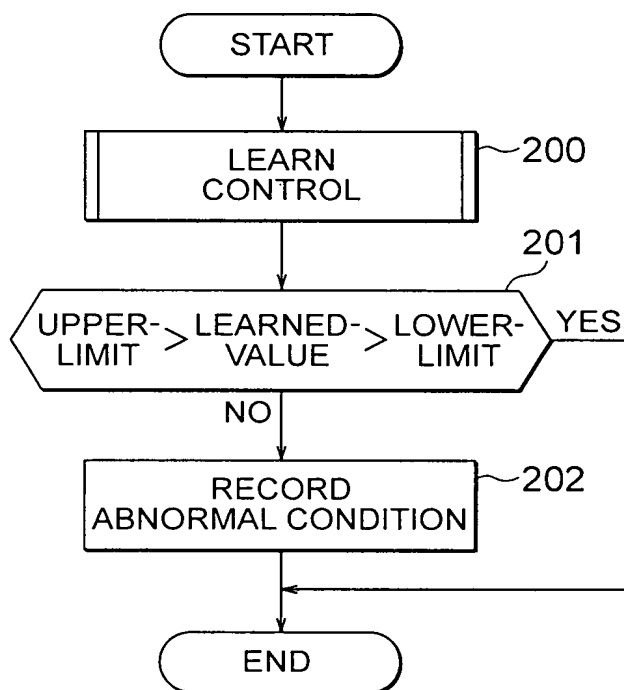 START
LEARN
CONTROL
200
201
UPPER-
LIMIT
>
LEARNED-
VALUE
>
LOWER-
LIMIT
YES
NO
RECORD
ABNORMAL CONDITION
202
END